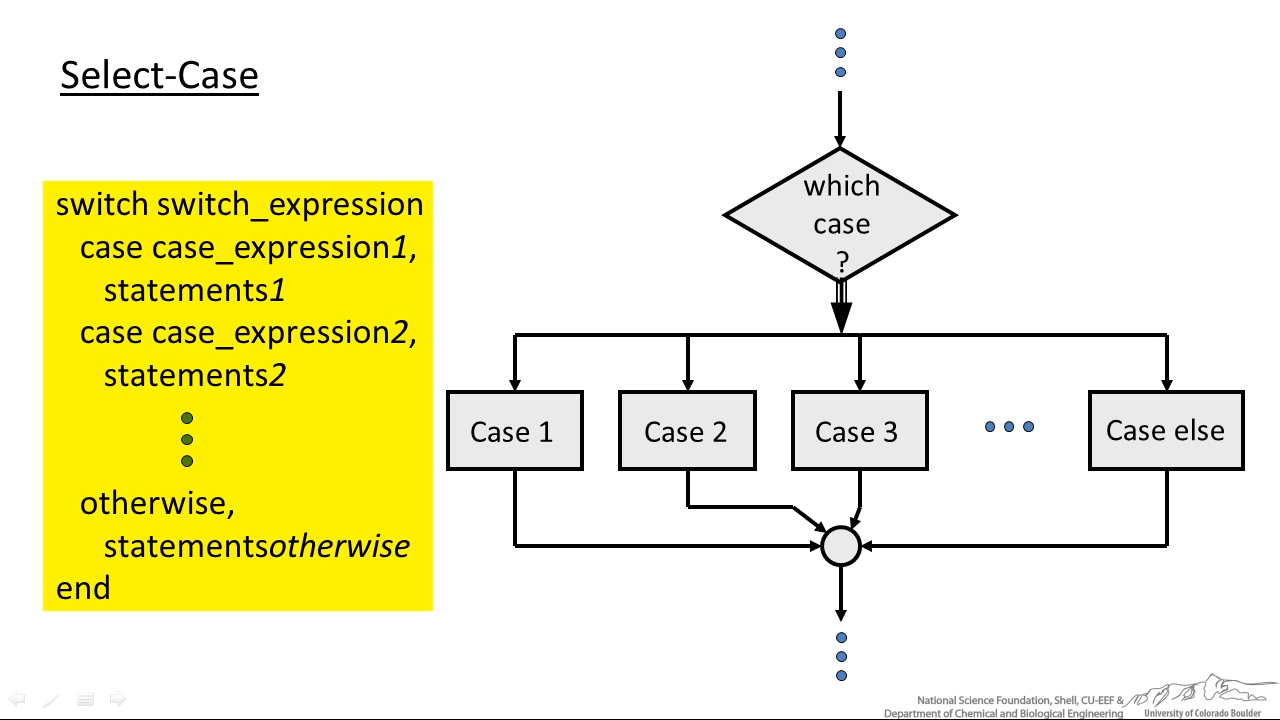 Select-Case
switch switch_expression
case case_expression1,
statements1
case case_expression2,
statements2
otherwise,
statementsotherwise
end
which
case
?
Case 1
Case 2
Case 3
Case else
National Science Foundation, Shell, CU-EEF &
Department of Chemical and Biological Engineering
University of Colorado Boulder